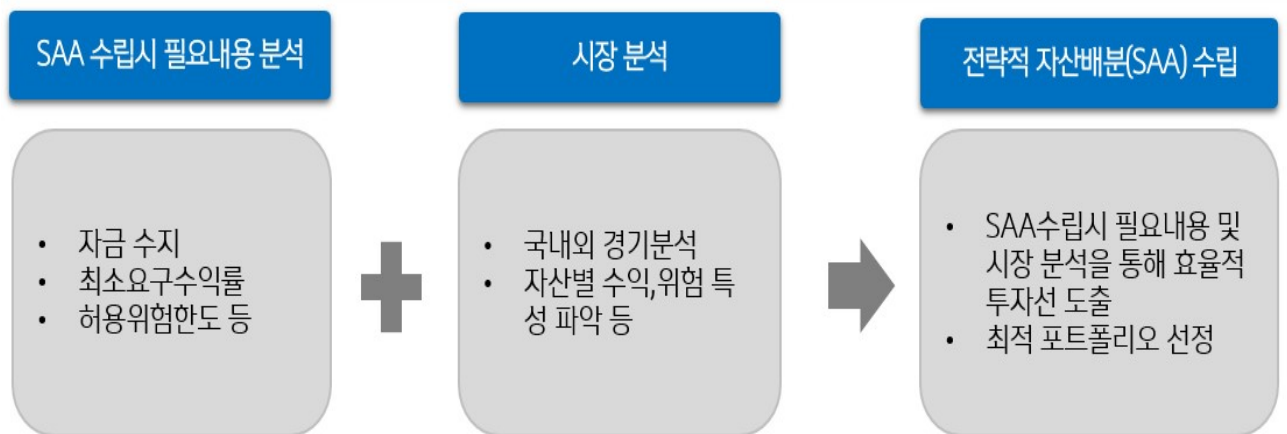 SAA 수립시 필요내용 분석
• 자금 수지
• 최소요구수익률
• 허용위험한도 등
시장 분석
• 국내외 경기분석
• 자산별 수익,위험 특
성 파악 등
전략적 자산배분(SAA) 수립
• SAA수립시 필요내용 및
시장 분석을 통해 효율적
투자선 도출
• 최적 포트폴리오 선정